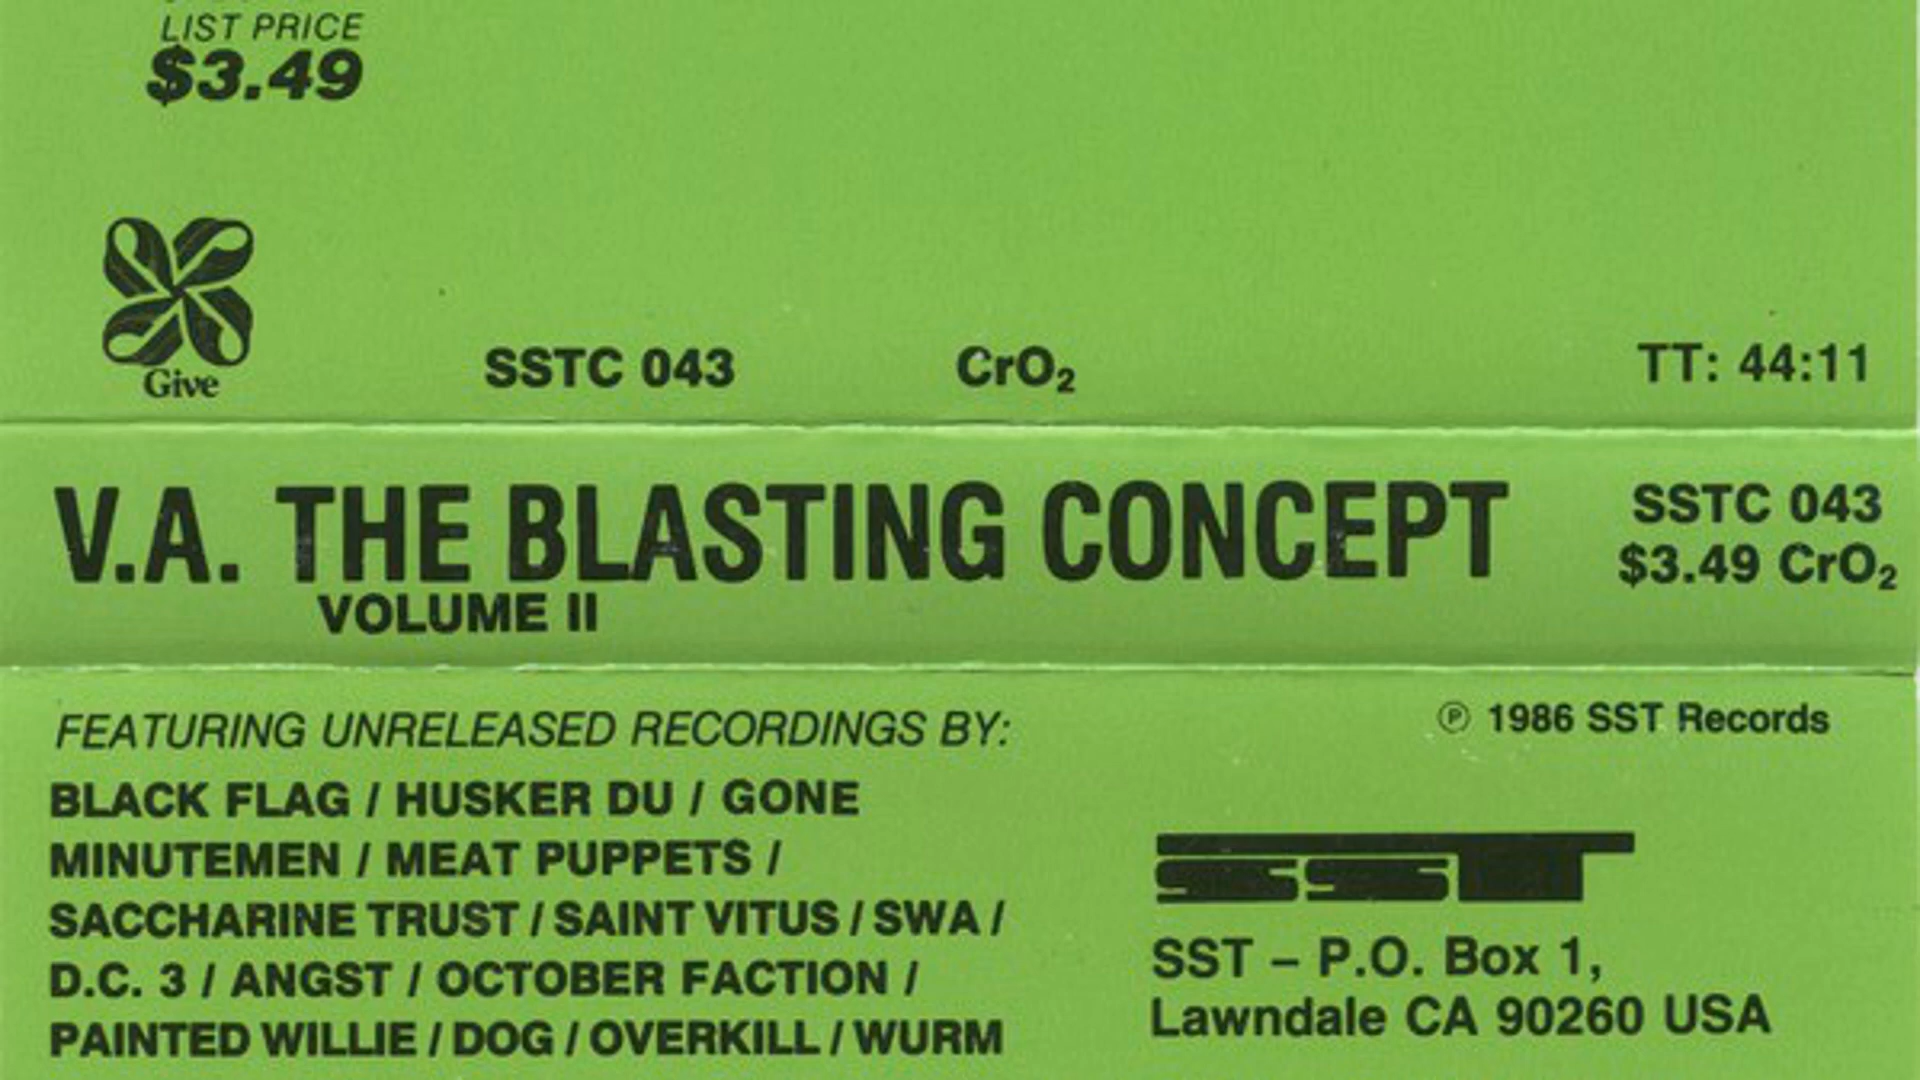 LIST PRICE
$3.49
Give
SSTC 043
CrO₂
TT: 44:11
V.A. THE BLASTING CONCEPT
VOLUME II
SSTC 043
$3.49 CrO₂
FEATURING UNRELEASED RECORDINGS BY:
BLACK FLAG / HUSKER DU / GONE
MINUTEMEN / MEAT PUPPETS /
SACCHARINE TRUST / SAINT VITUS / SWA /
D.C. 3 / ANGST / OCTOBER FACTION /
PAINTED WILLIE / DOG / OVERKILL / WURM
℗ 1986 SST Records
SST
SST – P.O. Box 1,
Lawndale CA 90260 USA